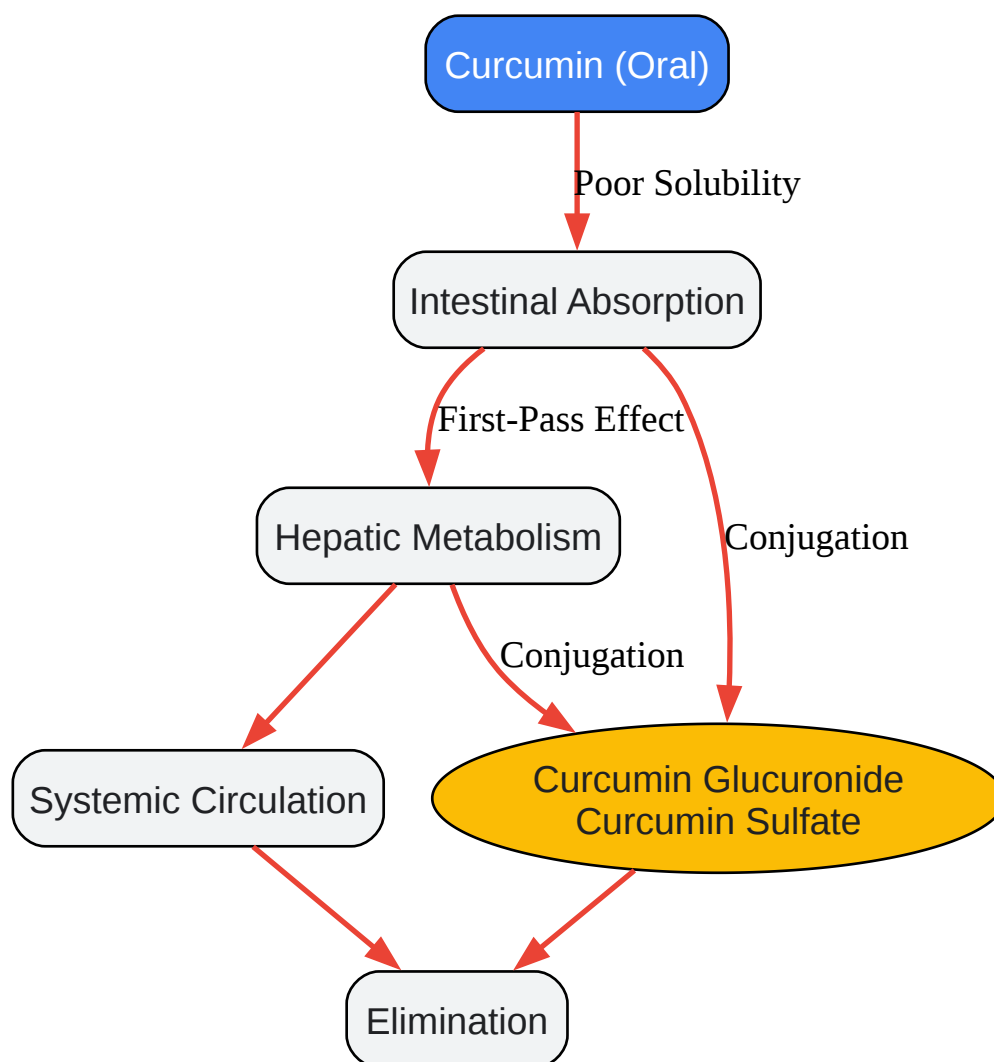 Curcumin (Oral)
Poor Solubility
Intestinal Absorption
First-Pass Effect
Hepatic Metabolism
Conjugation
Conjugation
Systemic Circulation
Curcumin Glucuronide
Curcumin Sulfate
Elimination